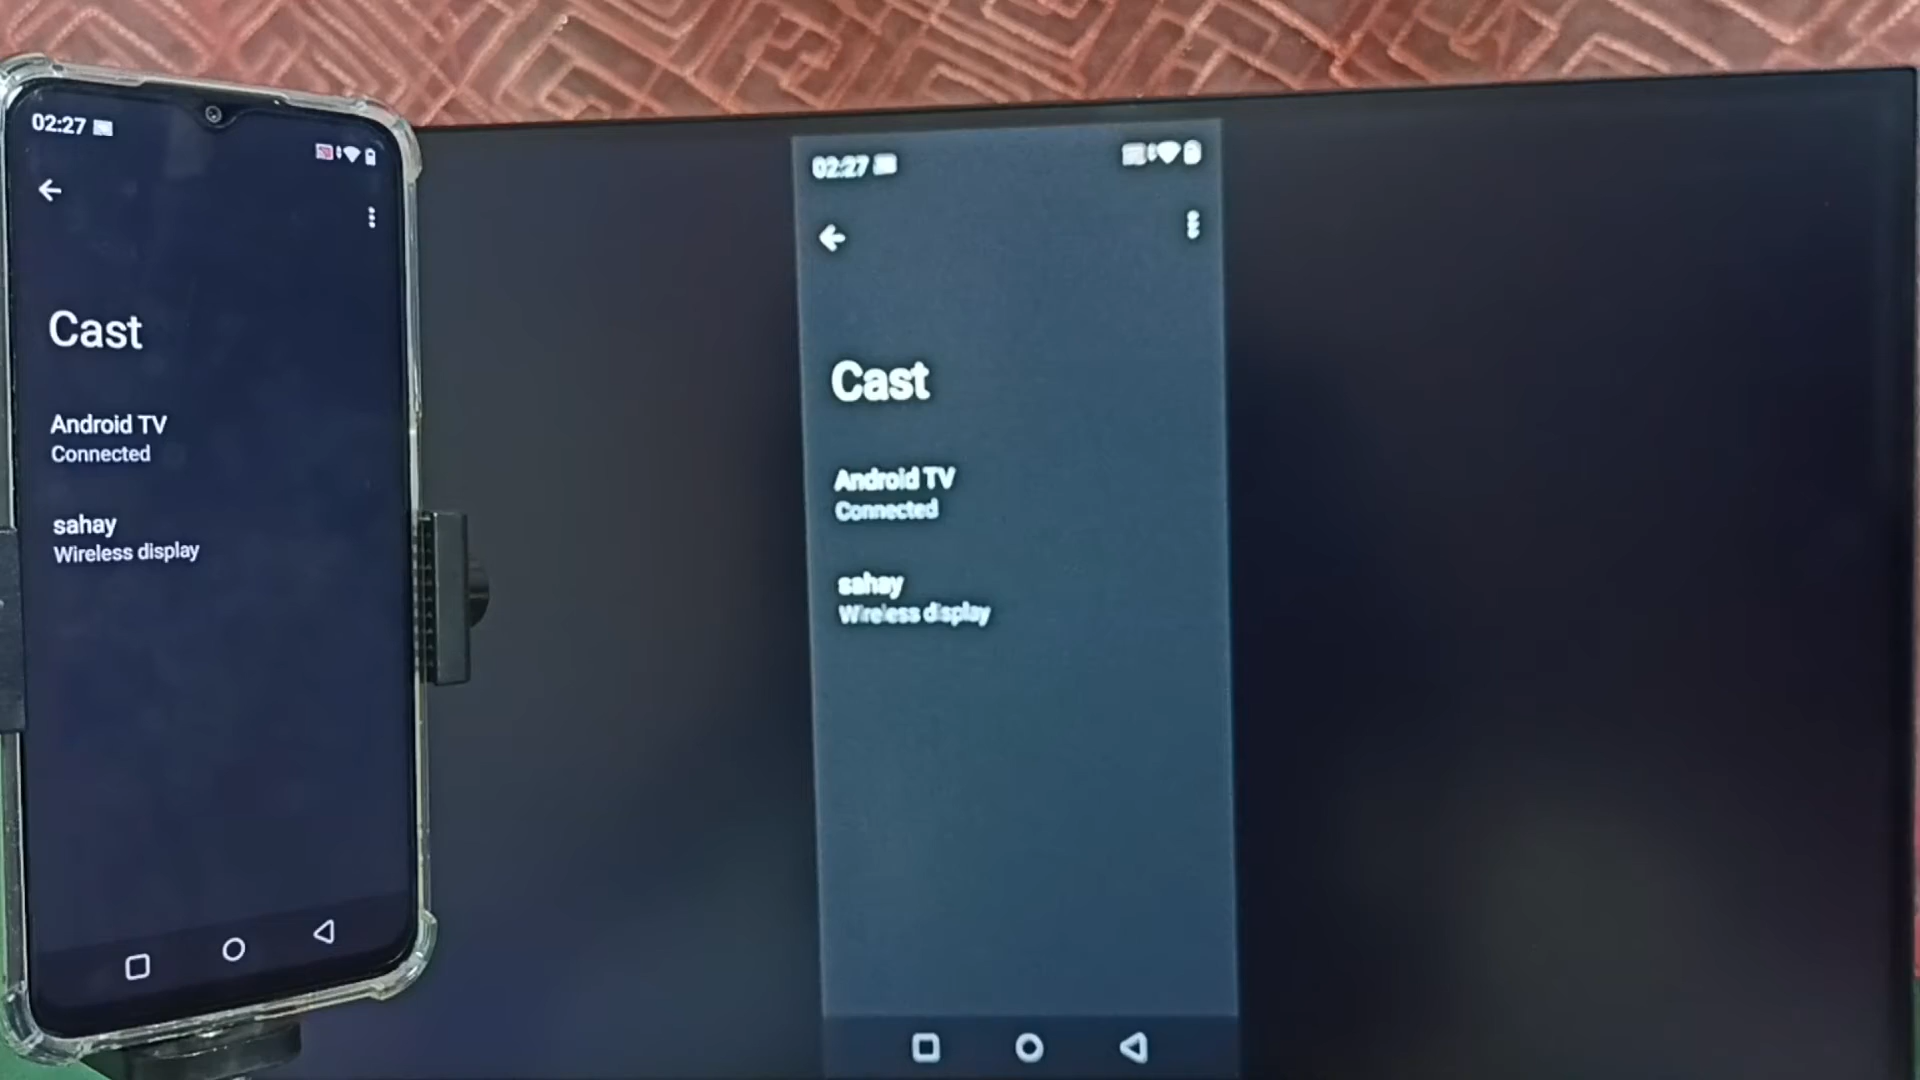 02:27
Cast
Android TV
Connected
sahay
Wireless display
02:27
Cast
Android TV
Connected
sahay
Wireless display